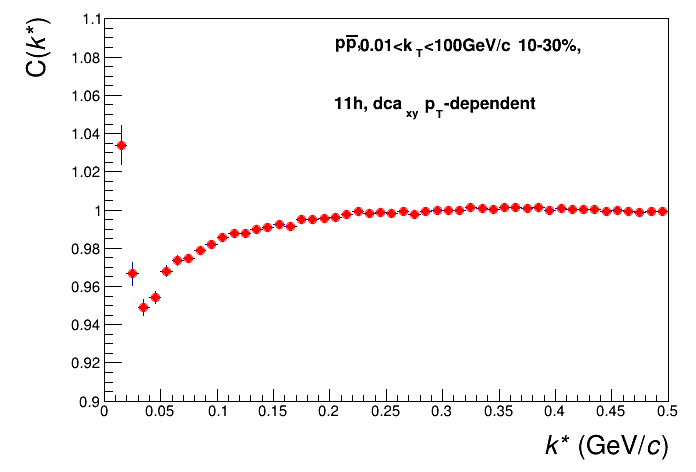 C(k*)
1.1
1.08
1.06
1.04
1.02
1
0.98
0.96
0.94
0.92
0.9
pp̅,0.01<k_T<100GeV/c 10-30%,
11h, dca_xy p_T-dependent
0 0.05 0.1 0.15 0.2 0.25 0.3 0.35 0.4 0.45 0.5
k* (GeV/c)